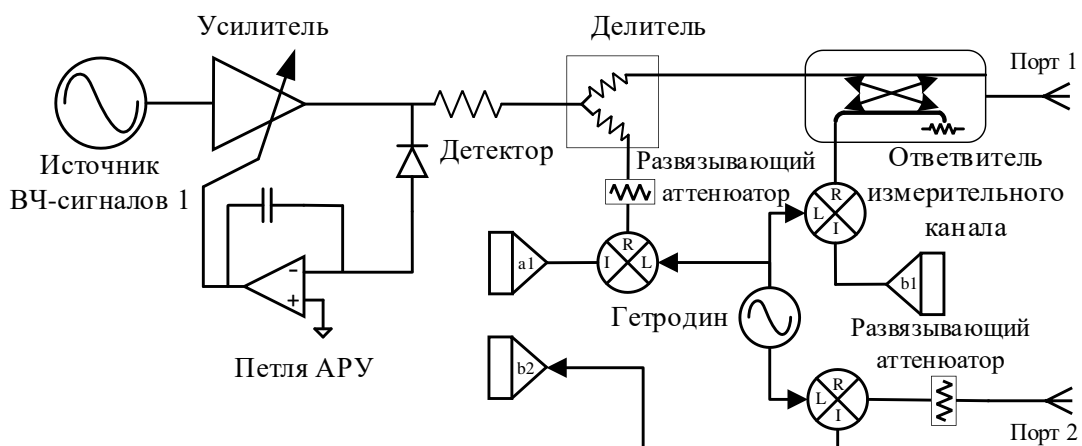 Усилитель
Делитель
Порт 1
Источник
ВЧ-сигналов 1
Детектор
Развязывающий
аттенюатор
Ответвитель
измерительного
канала
R
L
I
R
I
L
a1
b1
Гетродин
Развязывающий
аттенюатор
-
+
Петля АРУ
b2
R
L
I
Порт 2